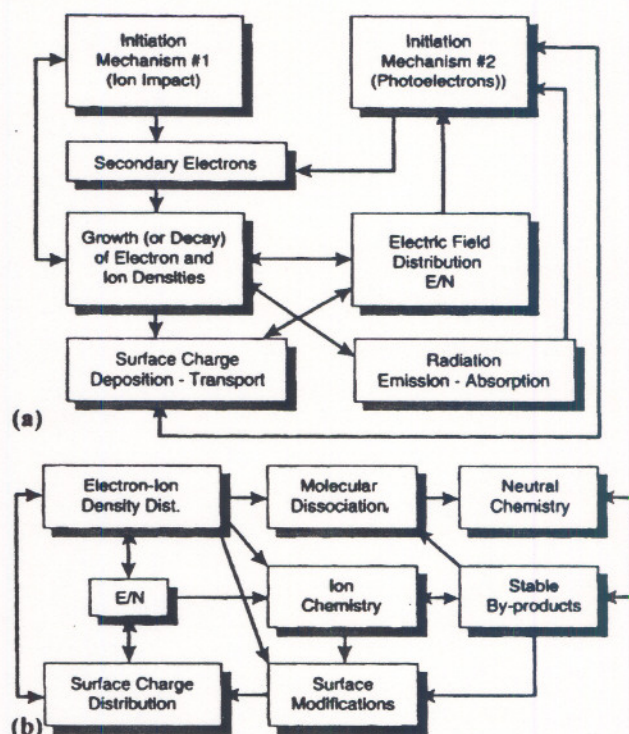 Initiation
Mechanism #1
(Ion Impact)
Initiation
Mechanism #2
(Photoelectrons))
Secondary Electrons
Growth (or Decay)
of Electron and
Ion Densities
Electric Field
Distribution
E/N
Surface Charge
Deposition - Transport
Radiation
Emission - Absorption
(a)
Electron-Ion
Density Dist.
Molecular
Dissociation,
Neutral
Chemistry
E/N
Ion
Chemistry
Stable
By-products
Surface Charge
Distribution
Surface
Modifications
(b)